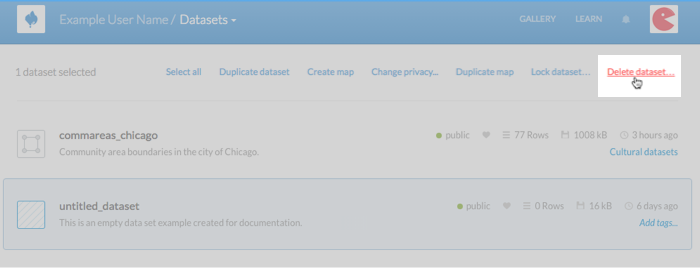 Example User Name / Datasets
GALLERY LEARN
1 dataset selected Select all Duplicate dataset Create map Change privacy... Duplicate map Lock dataset... Delete dataset...
commareas_chicago public 77 Rows 1008 kB 3 hours ago
Community area boundaries in the city of Chicago. Cultural datasets
untitled_dataset public 0 Rows 16 kB 6 days ago
This is an empty data set example created for documentation. Add tags...